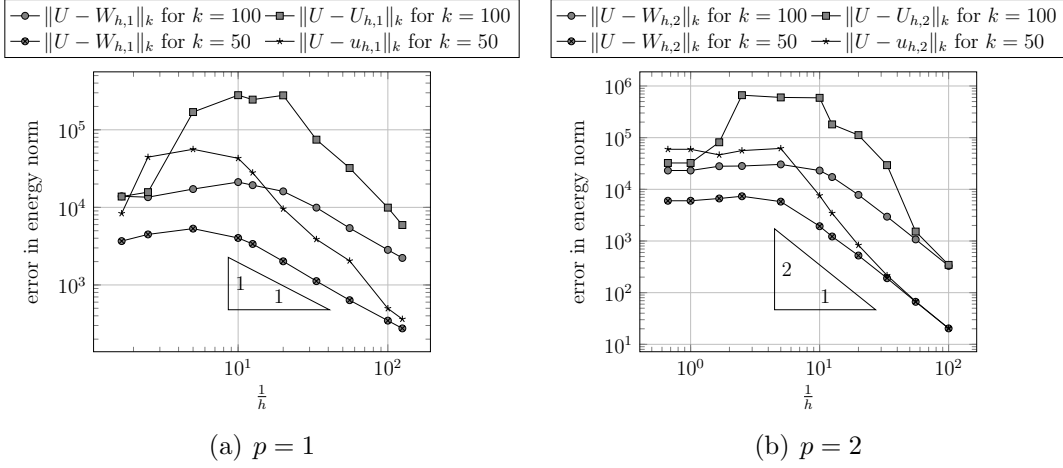 ‖U − W_{h,1}‖_k for k = 100 ‖U − U_{h,1}‖_k for k = 100
‖U − W_{h,1}‖_k for k = 50 ‖U − u_{h,1}‖_k for k = 50
10^5
10^4
10^3
error in energy norm
1
1
10^1
10^2
1/h
(a) p = 1
‖U − W_{h,2}‖_k for k = 100 ‖U − U_{h,2}‖_k for k = 100
‖U − W_{h,2}‖_k for k = 50 ‖U − u_{h,2}‖_k for k = 50
10^6
10^5
10^4
10^3
10^2
10^1
error in energy norm
2
1
10^0
10^1
10^2
1/h
(b) p = 2